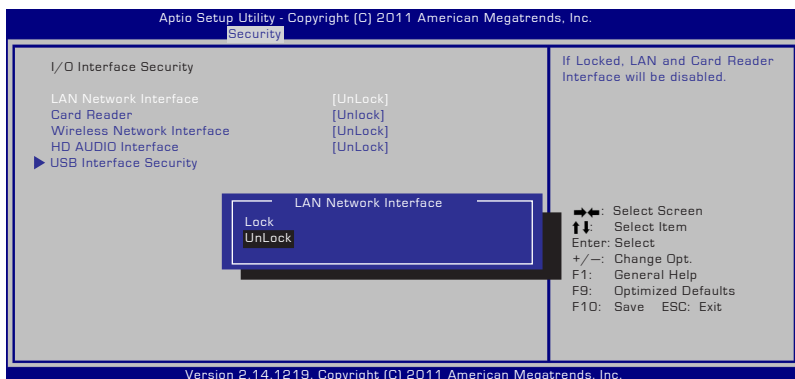 Aptio Setup Utility - Copyright (C) 2011 American Megatrends, Inc.
Security
I/O Interface Security
LAN Network Interface [UnLock]
Card Reader [Unlock]
Wireless Network Interface [UnLock]
HD AUDIO Interface [UnLock]
USB Interface Security
If Locked, LAN and Card Reader
Interface will be disabled.
LAN Network Interface
Lock
UnLock
→←: Select Screen
↑↓: Select Item
Enter: Select
+/—: Change Opt.
F1: General Help
F9: Optimized Defaults
F10: Save ESC: Exit
Version 2.14.1219. Copyright (C) 2011 American Megatrends, Inc.